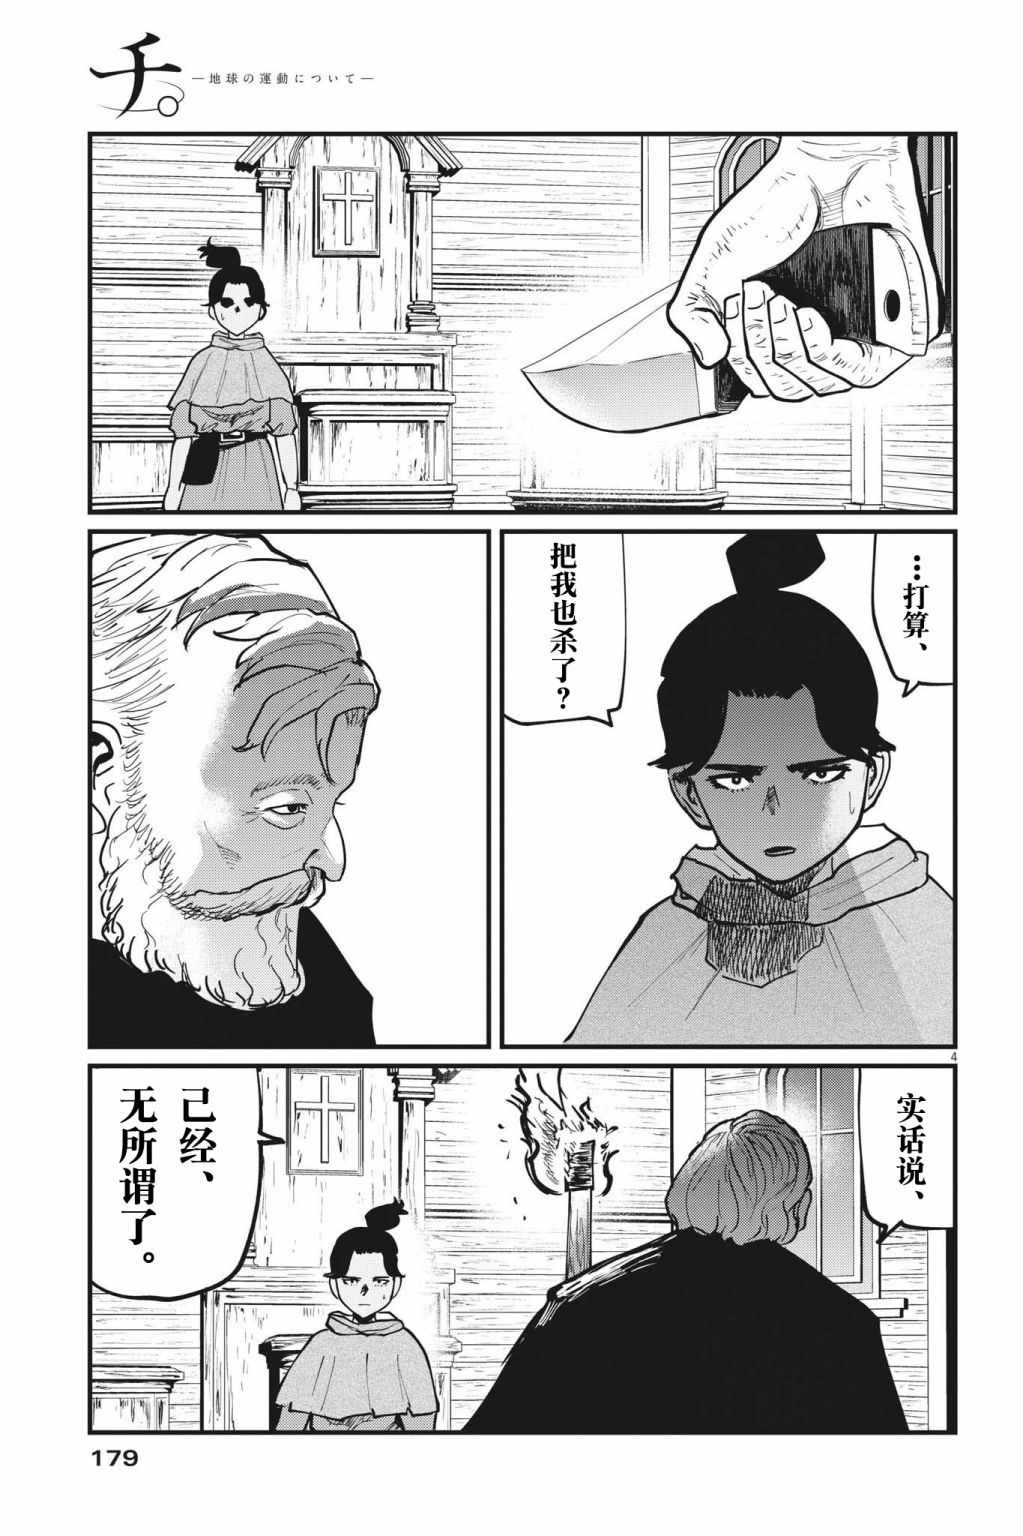 チ。
—地球の運動について—
…打算、
把我也杀了?
4
实话说、
己经、
无所谓了。
179